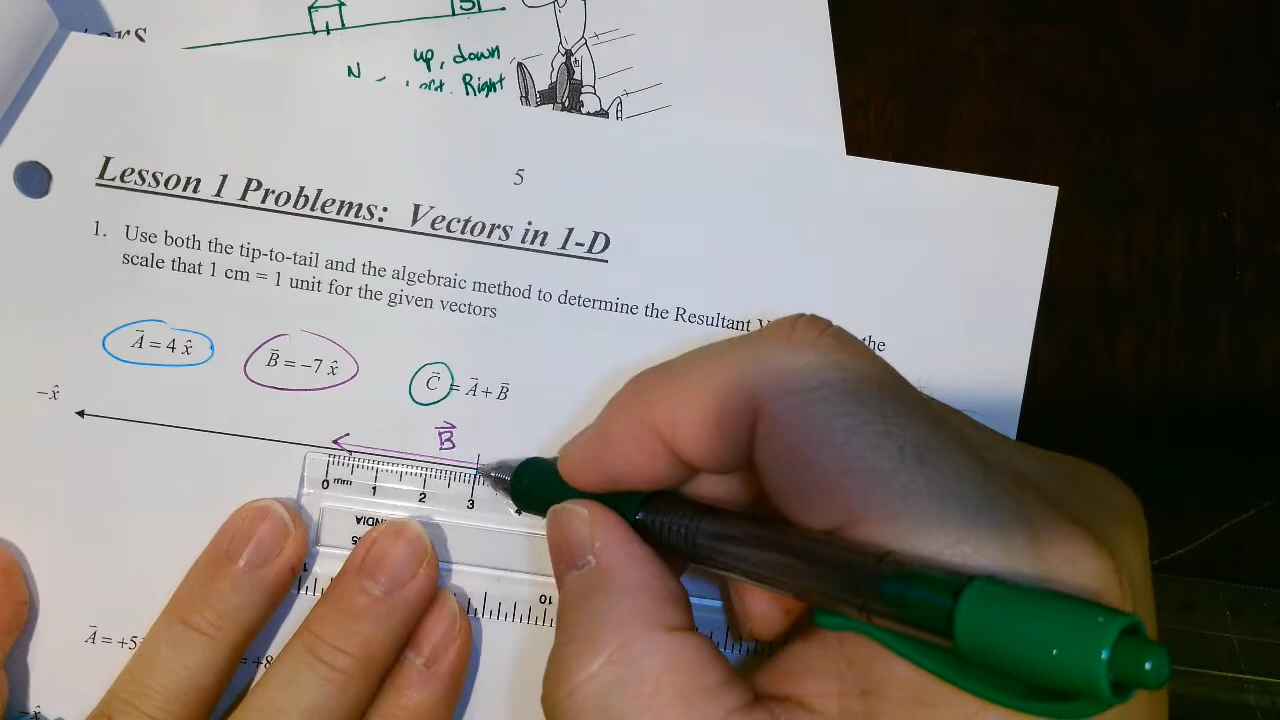 S
up, down
N Right
5
Lesson 1 Problems: Vectors in 1-D
1. Use both the tip-to-tail and the algebraic method to determine the Resultant the
scale that 1 cm = 1 unit for the given vectors
A⃗ = 4 x̂ B⃗ = −7 x̂ C⃗ = A⃗ + B⃗
−x̂
B⃗
0 mm 1 2 3
10
A⃗ = +5 = +8
−x̂